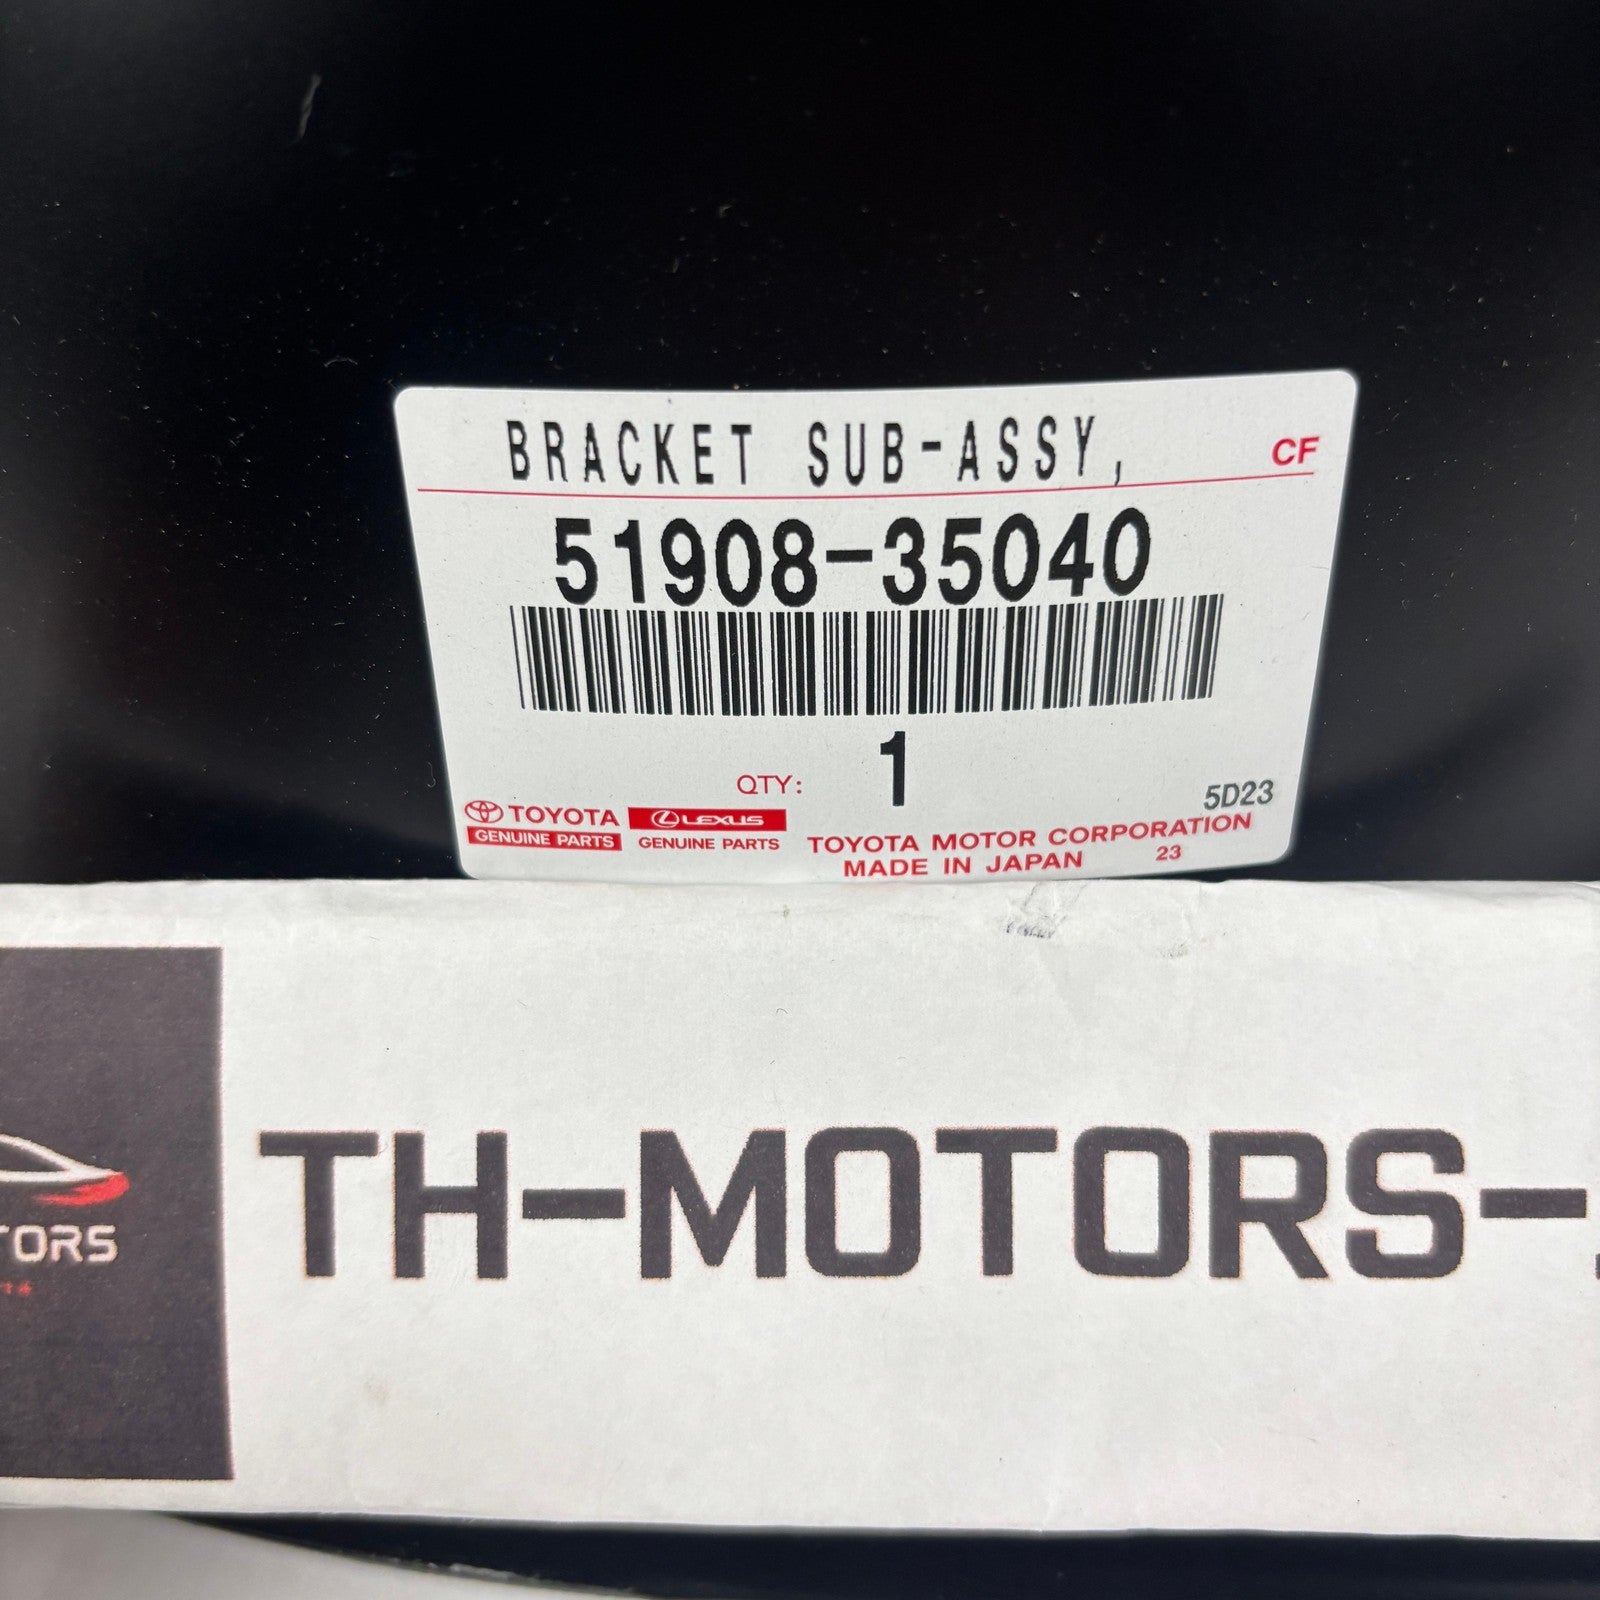 BRACKET SUB-ASSY, CF
51908-35040
QTY: 1
5D23
TOYOTA LEXUS
GENUINE PARTS GENUINE PARTS
TOYOTA MOTOR CORPORATION
MADE IN JAPAN 23
TH-MOTORS-
TORS